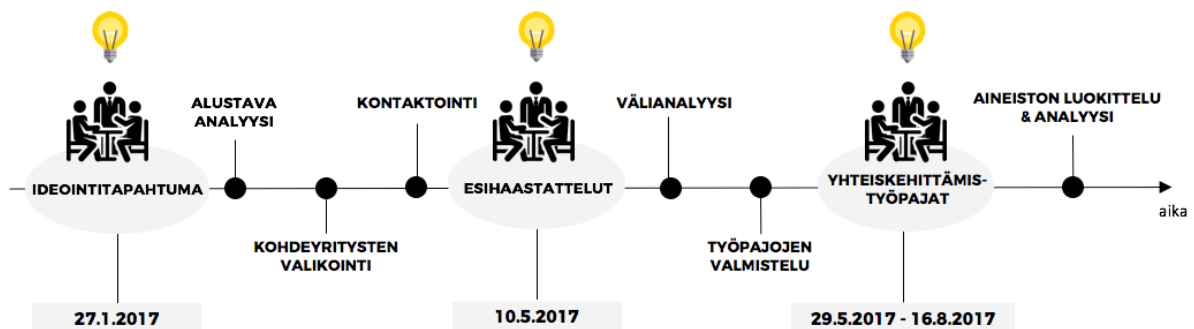 ALUSTAVA
ANALYYSI
KONTAKTOINTI
VÄLIANALYYSI
AINEISTON LUOKITTELU
& ANALYYSI
IDEOINTITAPAHTUMA
ESIHAASTATTELUT
YHTEISKEHITTÄMIS-
TYÖPAJAT
aika
KOHDEYRITYSTEN
VALIKOINTI
TYÖPAJOJEN
VALMISTELU
27.1.2017
10.5.2017
29.5.2017 - 16.8.2017